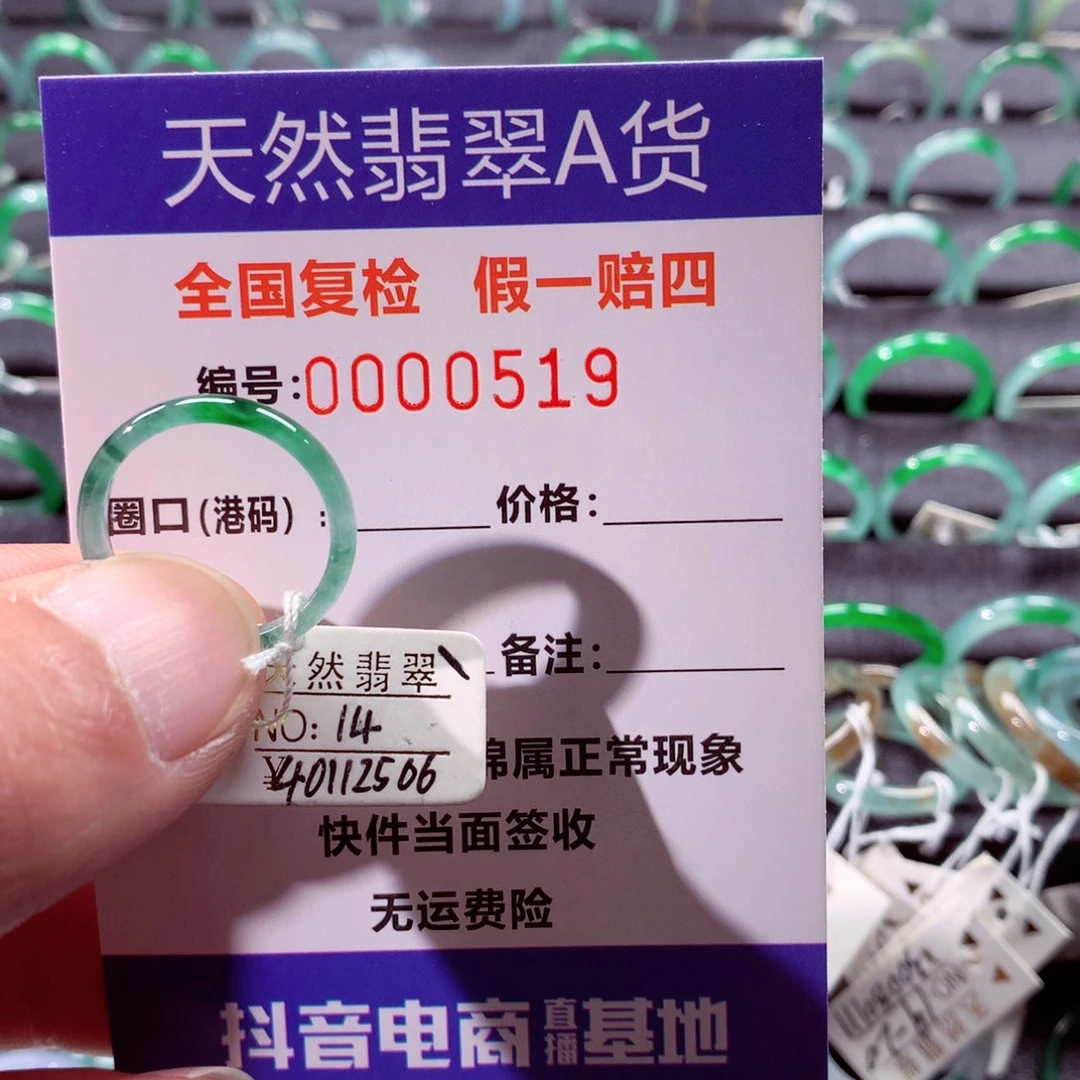 天然翡翠A货
全国复检 假一赔四
编号:0000519
圈口(港码): 价格:
备注:
天然翡翠
NO: 14
¥40112506
棉属正常现象
快件当面签收
无运费险
抖音电商直播基地